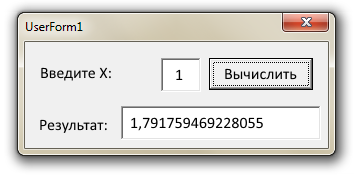 UserForm1
Введите X: 1 Вычислить
Результат: 1,791759469228055